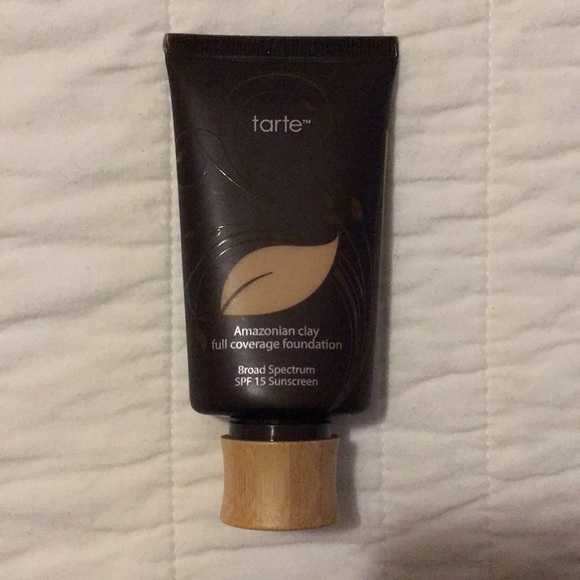 tarte™
Amazonian clay
full coverage foundation
Broad Spectrum
SPF 15 Sunscreen